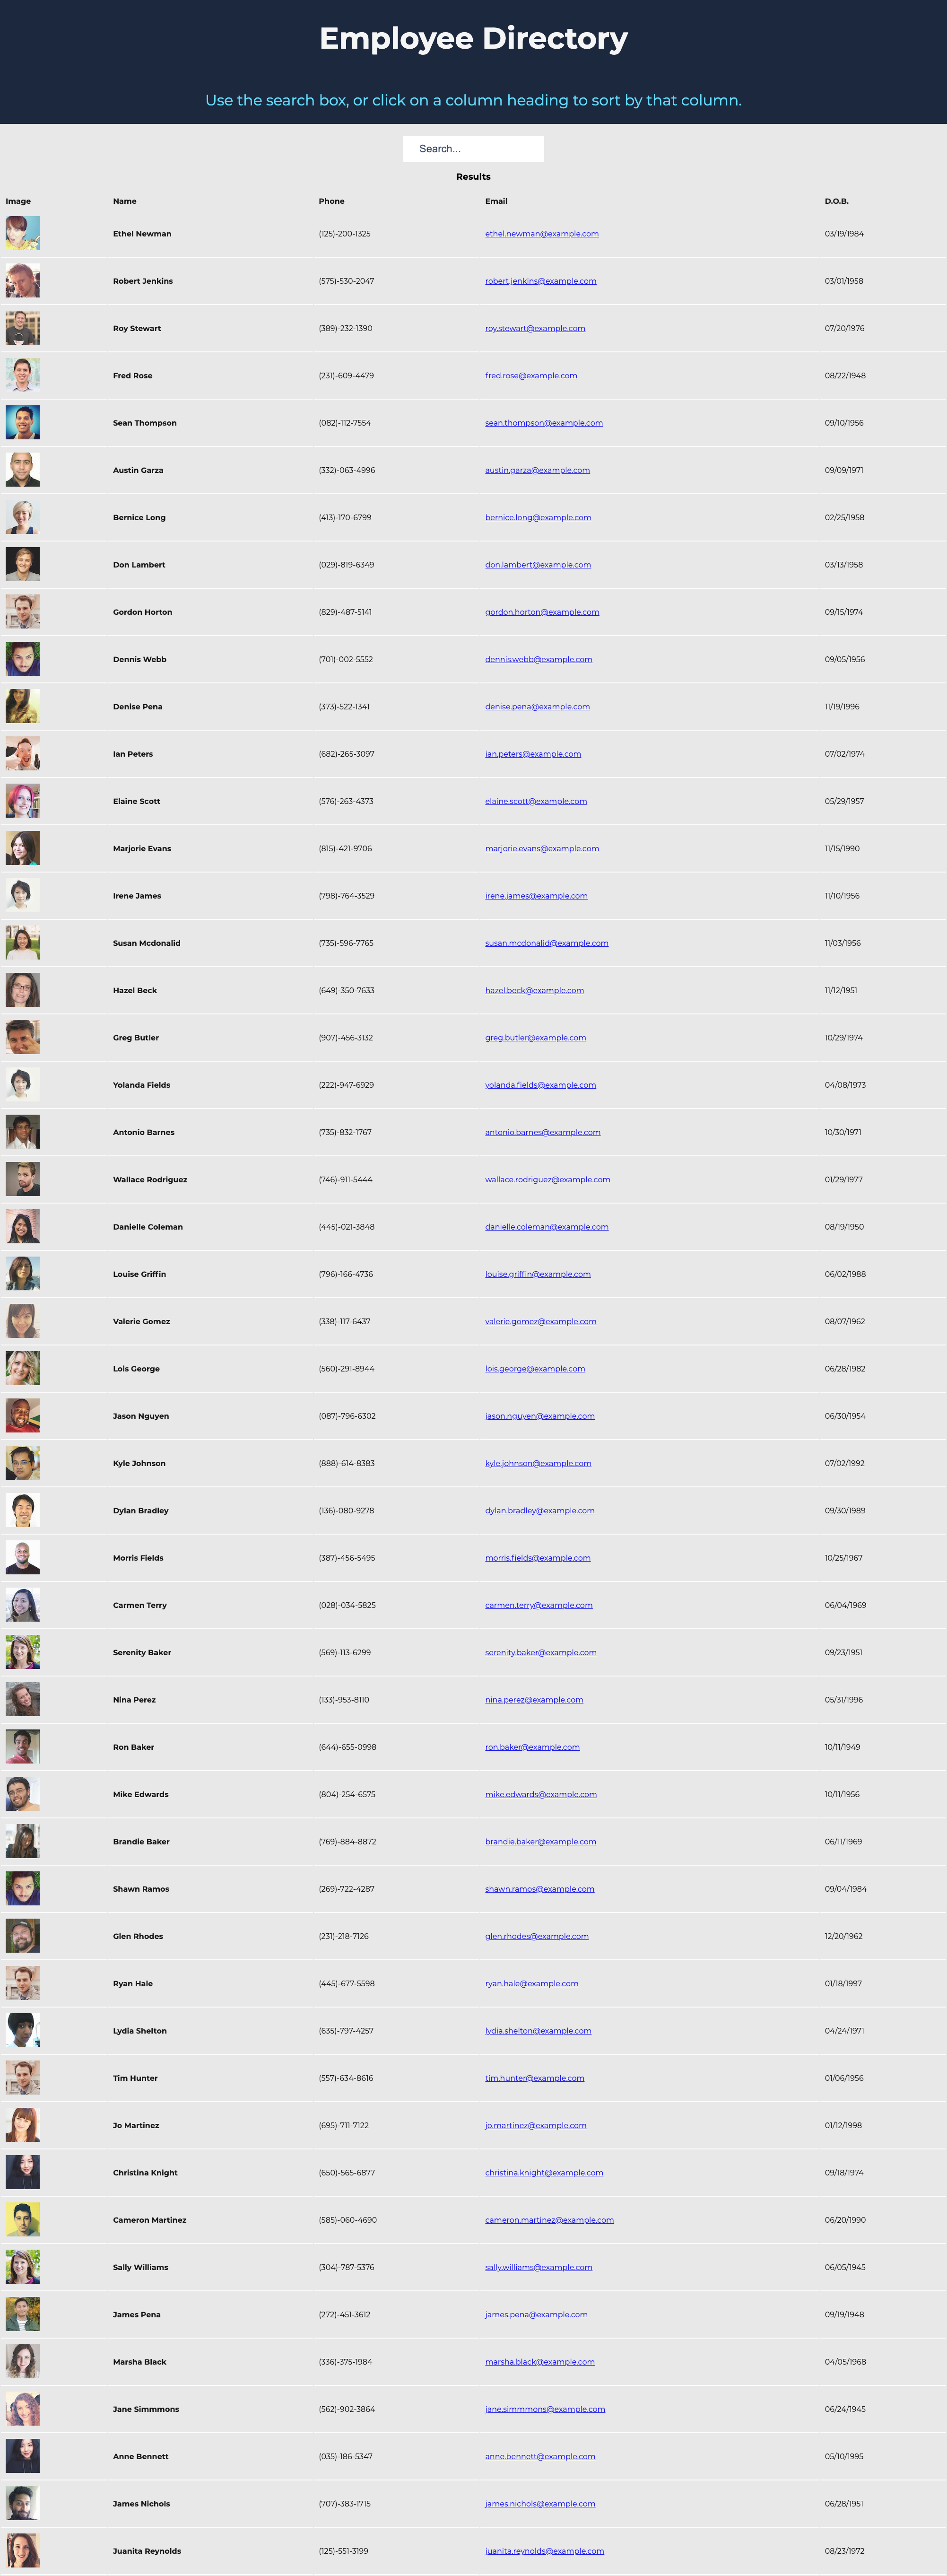 Employee Directory
Use the search box, or click on a column heading to sort by that column.
Search...
Results
Image Name Phone Email D.O.B.
Ethel Newman (125)-200-1325 ethel.newman@example.com 03/19/1984
Robert Jenkins (575)-530-2047 robert.jenkins@example.com 03/01/1958
Roy Stewart (389)-232-1390 roy.stewart@example.com 07/20/1976
Fred Rose (231)-609-4479 fred.rose@example.com 08/22/1948
Sean Thompson (082)-112-7554 sean.thompson@example.com 09/10/1956
Austin Garza (332)-063-4996 austin.garza@example.com 09/09/1971
Bernice Long (413)-170-6799 bernice.long@example.com 02/25/1958
Don Lambert (029)-819-6349 don.lambert@example.com 03/13/1958
Gordon Horton (829)-487-5141 gordon.horton@example.com 09/15/1974
Dennis Webb (701)-002-5552 dennis.webb@example.com 09/05/1956
Denise Pena (373)-522-1341 denise.pena@example.com 11/19/1996
Ian Peters (682)-265-3097 ian.peters@example.com 07/02/1974
Elaine Scott (576)-263-4373 elaine.scott@example.com 05/29/1957
Marjorie Evans (815)-421-9706 marjorie.evans@example.com 11/15/1990
Irene James (798)-764-3529 irene.james@example.com 11/10/1956
Susan Mcdonalid (735)-596-7765 susan.mcdonalid@example.com 11/03/1956
Hazel Beck (649)-350-7633 hazel.beck@example.com 11/12/1951
Greg Butler (907)-456-3132 greg.butler@example.com 10/29/1974
Yolanda Fields (222)-947-6929 yolanda.fields@example.com 04/08/1973
Antonio Barnes (735)-832-1767 antonio.barnes@example.com 10/30/1971
Wallace Rodriguez (746)-911-5444 wallace.rodriguez@example.com 01/29/1977
Danielle Coleman (445)-021-3848 danielle.coleman@example.com 08/19/1950
Louise Griffin (796)-166-4736 louise.griffin@example.com 06/02/1988
Valerie Gomez (338)-117-6437 valerie.gomez@example.com 08/07/1962
Lois George (560)-291-8944 lois.george@example.com 06/28/1982
Jason Nguyen (087)-796-6302 jason.nguyen@example.com 06/30/1954
Kyle Johnson (888)-614-8383 kyle.johnson@example.com 07/02/1992
Dylan Bradley (136)-080-9278 dylan.bradley@example.com 09/30/1989
Morris Fields (387)-456-5495 morris.fields@example.com 10/25/1967
Carmen Terry (028)-034-5825 carmen.terry@example.com 06/04/1969
Serenity Baker (569)-113-6299 serenity.baker@example.com 09/23/1951
Nina Perez (133)-953-8110 nina.perez@example.com 05/31/1996
Ron Baker (644)-655-0998 ron.baker@example.com 10/11/1949
Mike Edwards (804)-254-6575 mike.edwards@example.com 10/11/1956
Brandie Baker (769)-884-8872 brandie.baker@example.com 06/11/1969
Shawn Ramos (269)-722-4287 shawn.ramos@example.com 09/04/1984
Glen Rhodes (231)-218-7126 glen.rhodes@example.com 12/20/1962
Ryan Hale (445)-677-5598 ryan.hale@example.com 01/18/1997
Lydia Shelton (635)-797-4257 lydia.shelton@example.com 04/24/1971
Tim Hunter (557)-634-8616 tim.hunter@example.com 01/06/1956
Jo Martinez (695)-711-7122 jo.martinez@example.com 01/12/1998
Christina Knight (650)-565-6877 christina.knight@example.com 09/18/1974
Cameron Martinez (585)-060-4690 cameron.martinez@example.com 06/20/1990
Sally Williams (304)-787-5376 sally.williams@example.com 06/05/1945
James Pena (272)-451-3612 james.pena@example.com 09/19/1948
Marsha Black (336)-375-1984 marsha.black@example.com 04/05/1968
Jane Simmmons (562)-902-3864 jane.simmmons@example.com 06/24/1945
Anne Bennett (035)-186-5347 anne.bennett@example.com 05/10/1995
James Nichols (707)-383-1715 james.nichols@example.com 06/28/1951
Juanita Reynolds (125)-551-3199 juanita.reynolds@example.com 08/23/1972